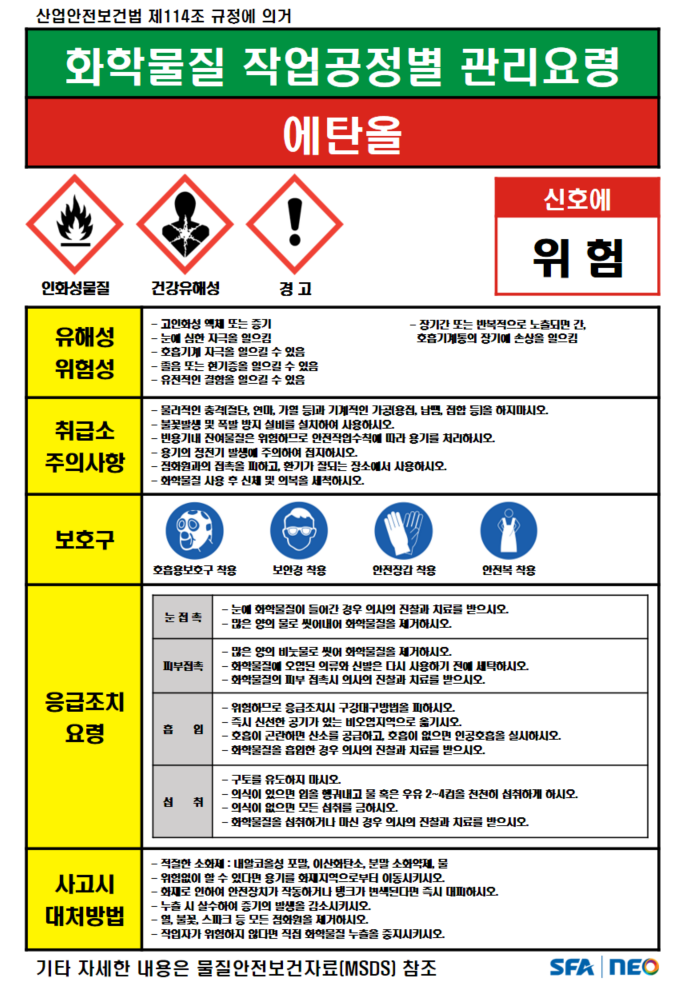 산업안전보건법 제114조 규정에 의거
화학물질 작업공정별 관리요령
에탄올
인화성물질
건강유해성
경 고
신호에
위 험
유해성
위험성
- 고인화성 액체 또는 증기
- 눈에 심한 자극을 일으킴
- 호흡기계 자극을 일으킬 수 있음
- 졸음 또는 현기증을 일으킬 수 있음
- 유전적인 결함을 일으킬 수 있음
- 장기간 또는 반복적으로 노출되면 간,
호흡기계통의 장기에 손상을 일으킴
취급소
주의사항
- 물리적인 충격(절단, 연마, 가열 등)과 기계적인 가공(용접, 납땜, 접합 등)을 하지마시오.
- 불꽃발생 및 폭발 방지 설비를 설치하여 사용하시오.
- 빈용기내 잔여물질은 위험하므로 안전작업수칙에 따라 용기를 처리하시오.
- 용기의 정전기 발생에 주의하여 접지하시오.
- 점화원과의 접촉을 피하고, 환기가 잘되는 장소에서 사용하시오.
- 화학물질 사용 후 신체 및 의복을 세척하시오.
보호구
호흡용보호구 착용
보안경 착용
안전장갑 착용
안전복 착용
응급조치
요령
눈 접 촉
- 눈에 화학물질이 들어간 경우 의사의 진찰과 치료를 받으시오.
- 많은 양의 물로 씻어내어 화학물질을 제거하시오.
피부접촉
- 많은 양의 비눗물로 씻어 화학물질을 제거하시오.
- 화학물질에 오염된 의류와 신발은 다시 사용하기 전에 세탁하시오.
- 화학물질의 피부 접촉시 의사의 진찰과 치료를 받으시오.
흡 입
- 위험하므로 응급조치시 구강대구방법을 피하시오.
- 즉시 신선한 공기가 있는 비오염지역으로 옮기시오.
- 호흡이 곤란하면 산소를 공급하고, 호흡이 없으면 인공호흡을 실시하시오.
- 화학물질을 흡입한 경우 의사의 진찰과 치료를 받으시오.
섭 취
- 구토를 유도하지 마시오.
- 의식이 있으면 입을 헹궈내고 물 혹은 우유 2~4컵을 천천히 섭취하게 하시오.
- 의식이 없으면 모든 섭취를 금하시오.
- 화학물질을 섭취하거나 마신 경우 의사의 진찰과 치료를 받으시오.
사고시
대처방법
- 적절한 소화제 : 내알코올성 포말, 이산화탄소, 분말 소화약제, 물
- 위험없이 할 수 있다면 용기를 화재지역으로부터 이동시키시오.
- 화재로 인하여 안전장치가 작동하거나 탱크가 변색된다면 즉시 대피하시오.
- 누출 시 살수하여 증기의 발생을 감소시키시오.
- 열, 불꽃, 스파크 등 모든 점화원을 제거하시오.
- 작업자가 위험하지 않다면 직접 화학물질 누출을 중지시키시오.
기타 자세한 내용은 물질안전보건자료(MSDS) 참조
SFA NEO